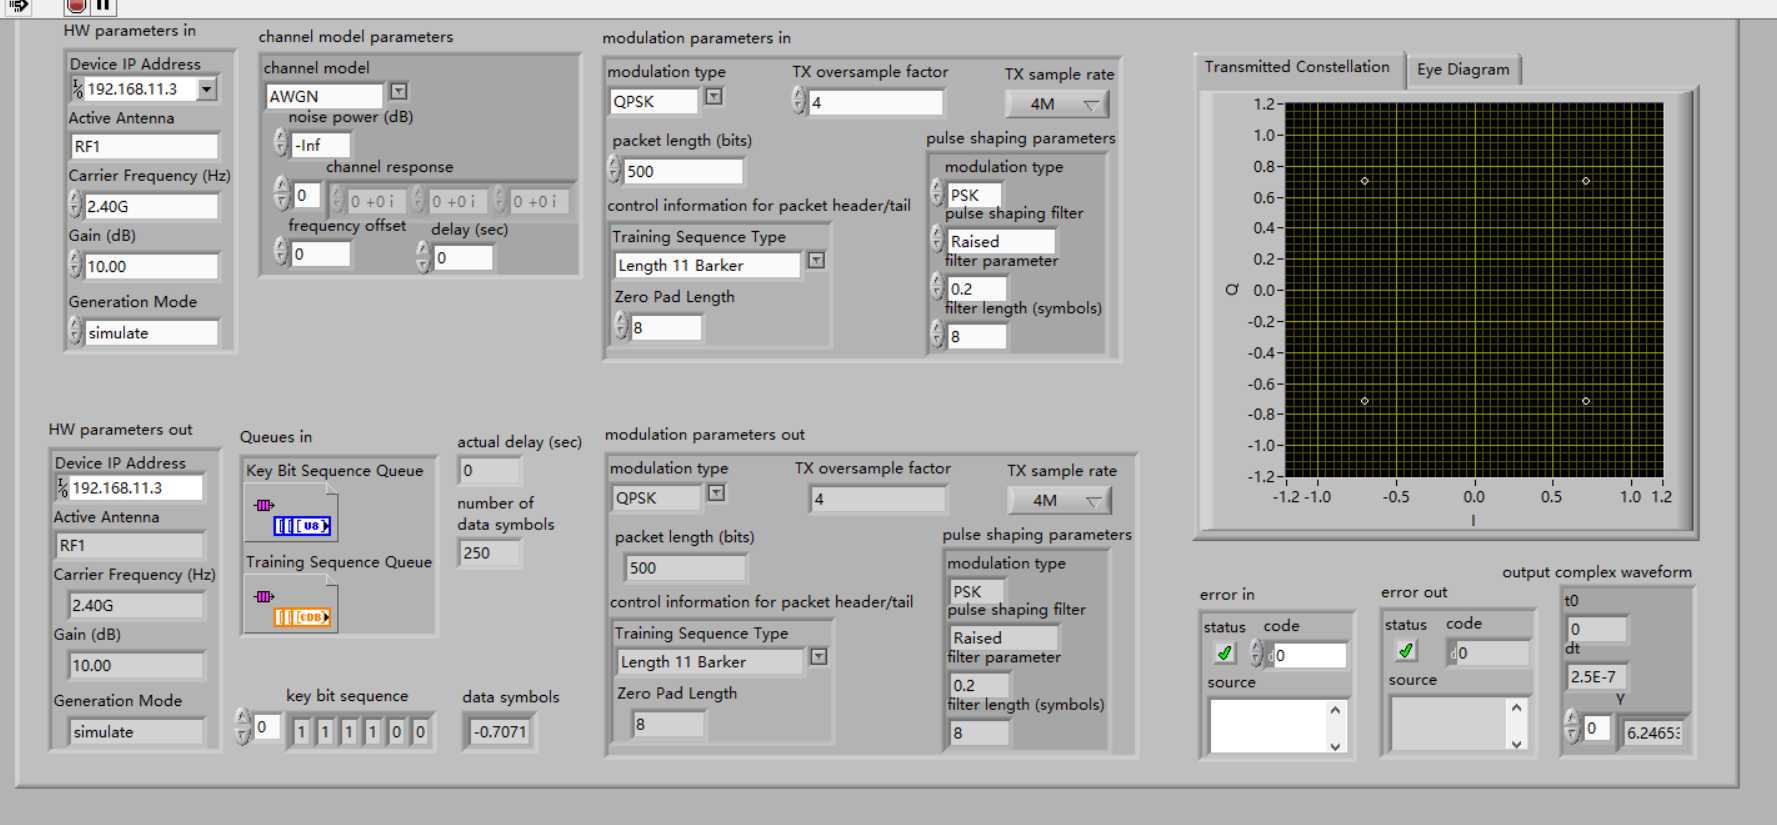 HW parameters in
Device IP Address
192.168.11.3
Active Antenna
RF1
Carrier Frequency (Hz)
2.40G
Gain (dB)
10.00
Generation Mode
simulate
channel model parameters
channel model
AWGN
noise power (dB)
-Inf
channel response
0
0 +0 i
0 +0 i
0 +0 i
frequency offset
0
delay (sec)
0
modulation parameters in
modulation type
QPSK
TX oversample factor
4
TX sample rate
4M
packet length (bits)
500
control information for packet header/tail
Training Sequence Type
Length 11 Barker
Zero Pad Length
8
pulse shaping parameters
modulation type
PSK
pulse shaping filter
Raised
filter parameter
0.2
filter length (symbols)
8
Transmitted Constellation
Eye Diagram
1.2
1.0
0.8
0.6
0.4
0.2
0.0
-0.2
-0.4
-0.6
-0.8
-1.0
-1.2
Q
-1.2 -1.0 -0.5 0.0 0.5 1.0 1.2
I
HW parameters out
Device IP Address
192.168.11.3
Active Antenna
RF1
Carrier Frequency (Hz)
2.40G
Gain (dB)
10.00
Generation Mode
simulate
Queues in
Key Bit Sequence Queue
[[[U8]
Training Sequence Queue
[[[CDB]
actual delay (sec)
0
number of
data symbols
250
key bit sequence
0
1 1 1 1 0 0
data symbols
-0.7071
modulation parameters out
modulation type
QPSK
TX oversample factor
4
TX sample rate
4M
packet length (bits)
500
control information for packet header/tail
Training Sequence Type
Length 11 Barker
Zero Pad Length
8
pulse shaping parameters
modulation type
PSK
pulse shaping filter
Raised
filter parameter
0.2
filter length (symbols)
8
error in
status
code
d0
source
error out
status
code
d0
source
output complex waveform
t0
0
dt
2.5E-7
Y
0
6.2465